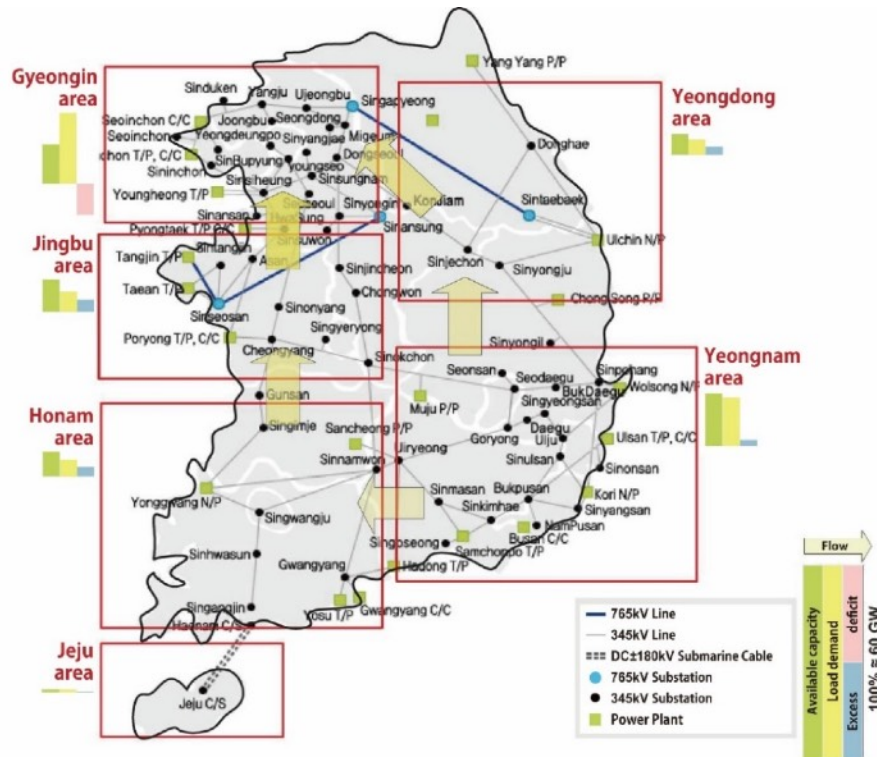 Yang Yang P/P
Gyeongin
area
Sinduken
Yangju
Ujeongbu
Singapyeong
Yeongdong
area
Seoinchon C/C
Joongbu
Seongdong
Seoinchon
Yeongdeungpo
Sinyangjae
Migeum
Donghae
chon T/P, C/C
SinBupyung
youngseo
Dongseoul
Sininchon
Sinsiheung
Sinsungnam
Youngheong T/P
Seoseoul
Sinyongin
KonJiam
Sintaebaek
Sinansan
Sinansung
Pyongtaek T/P C/C
Sinsuwon
Ulchin N/P
Jingbu
area
Sinjechon
Tangjin T/P
Asan
Sinjincheon
Sinyongju
Taean T/P
Chongwon
Chong Song P/P
Sinseosan
Sinonyang
Singyeryong
Poryong T/P, C/C
Cheongyang
Sinyongil
Sinokchon
Sinpohang
Yeongnam
area
Seonsan
Seodaegu
Wolsong N/P
BukDaegu
Gunsan
Muju P/P
Singyeongsan
Honam
area
Sancheong P/P
Daegu
Singimje
Goryong
Uiju
Ulsan T/P, C/C
Uiryeong
Sinnamwon
Sinulsan
Sinonsan
Yonggwang N/P
Sinmasan
Bukpusan
Kori N/P
Singwangju
Sinkimhae
Sinyangsan
NamPusan
Singoseong
Busan C/C
Samchonpo T/P
Sinhwasun
Gwangyang
Hadong T/P
Flow
Singangjin
Yosu T/P
Gwangyang C/C
Haenam C/S
Jeju
area
Jeju C/S
765kV Line
345kV Line
DC±180kV Submarine Cable
765kV Substation
345kV Substation
Power Plant
Available capacity
Load demand
deficit
Excess
100% = 60 GW